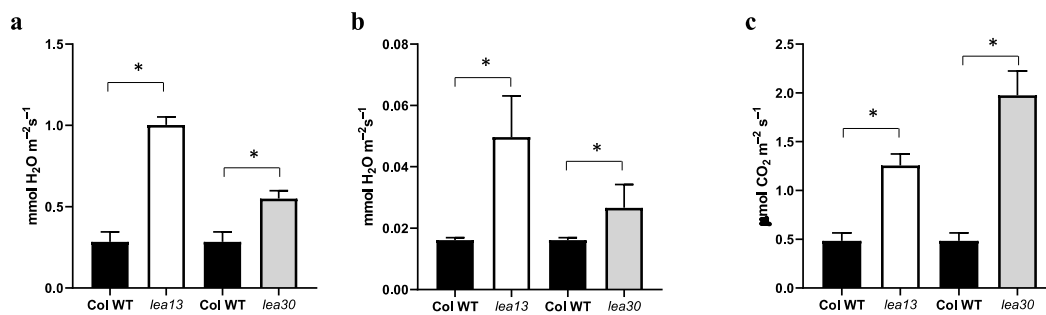 a
mmol H₂O m⁻² s⁻¹
1.5
1.0
0.5
0.0
*
*
Col WT lea13 Col WT lea30
b
mmol H₂O m⁻² s⁻¹
0.08
0.06
0.04
0.02
0.00
*
*
Col WT lea13 Col WT lea30
c
μmol CO₂ m⁻² s⁻¹
2.5
2.0
1.5
1.0
0.5
0.0
*
*
Col WT lea13 Col WT lea30